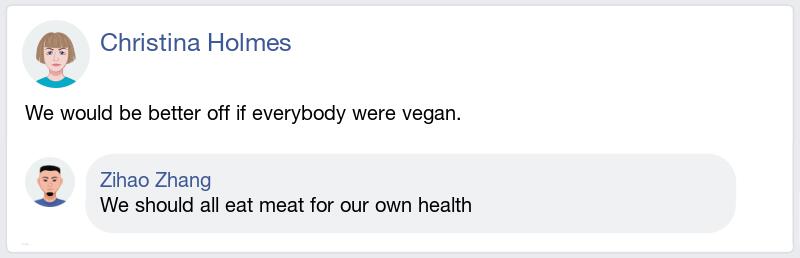 Christina Holmes
We would be better off if everybody were vegan.
Zihao Zhang
We should all eat meat for our own health